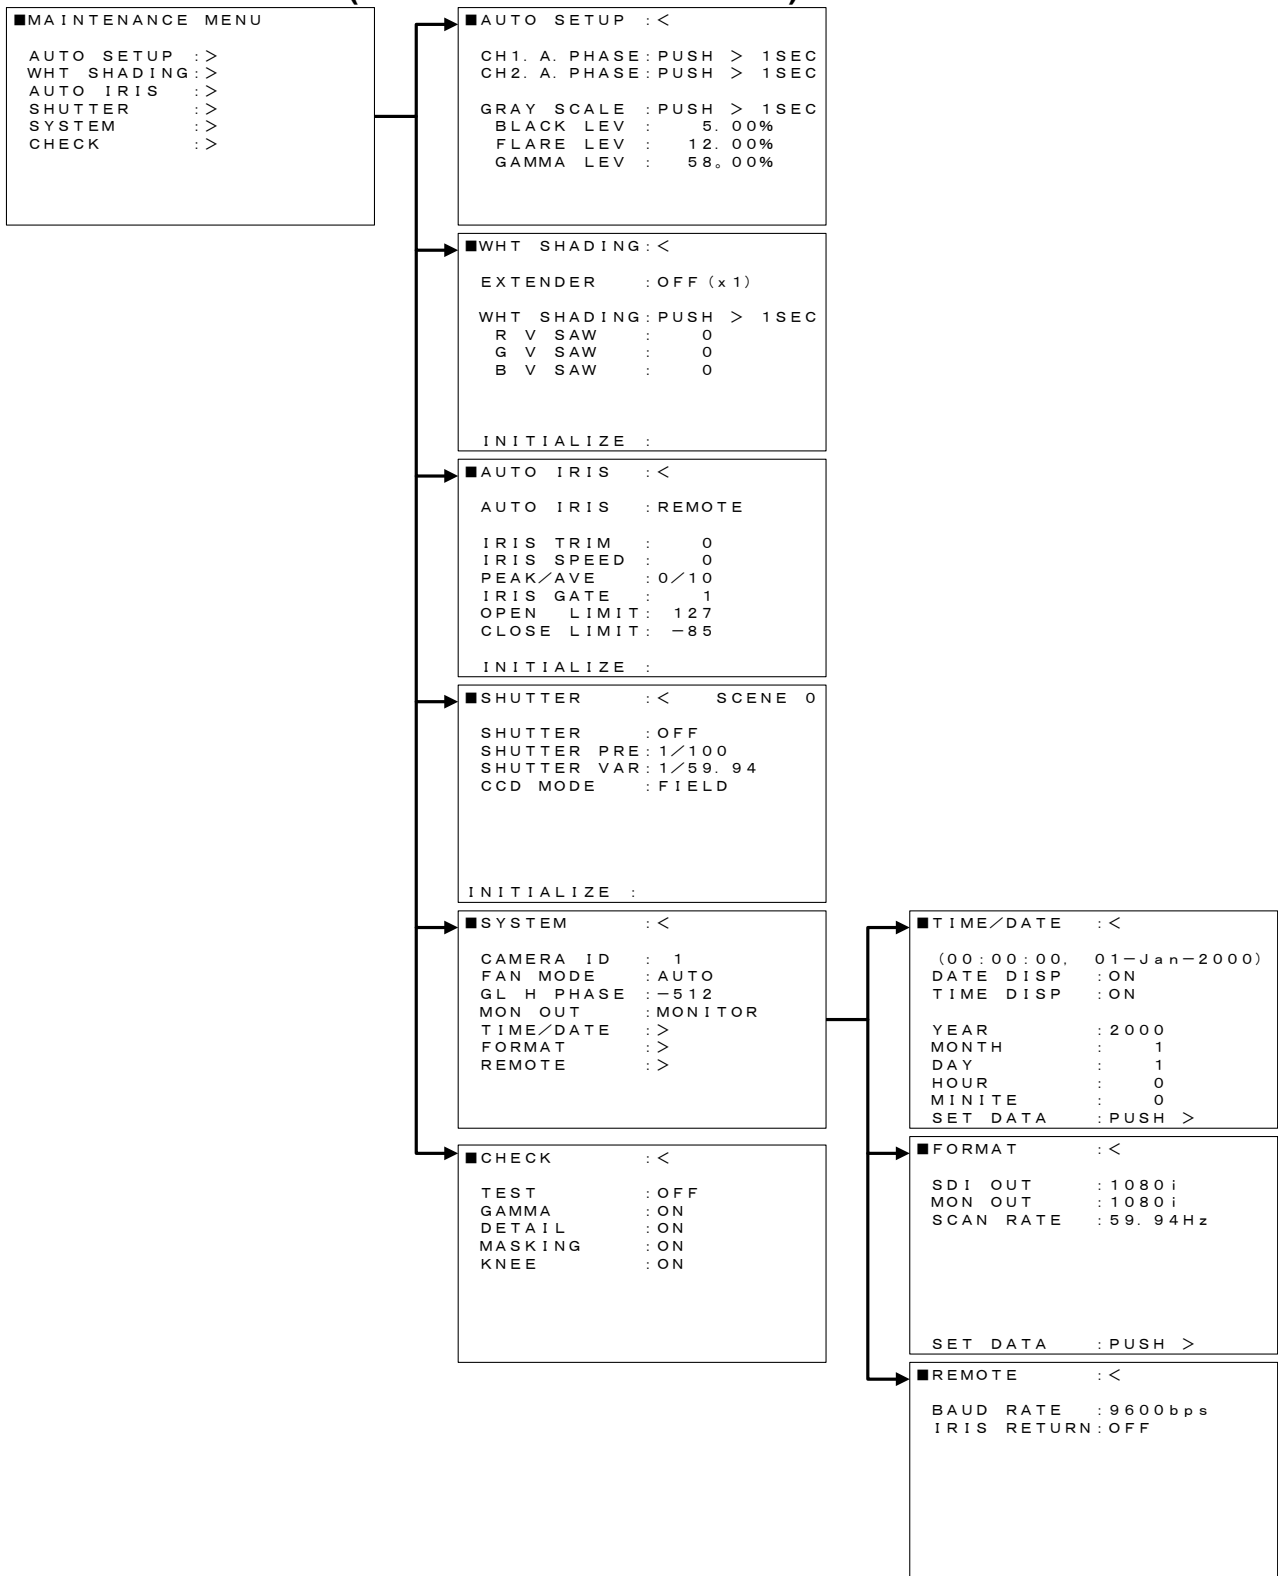 ■MAINTENANCE MENU
AUTO SETUP :>
WHT SHADING:>
AUTO IRIS :>
SHUTTER :>
SYSTEM :>
CHECK :>
■AUTO SETUP :<
CH1. A. PHASE:PUSH > 1SEC
CH2. A. PHASE:PUSH > 1SEC
GRAY SCALE :PUSH > 1SEC
BLACK LEV : 5. 00%
FLARE LEV : 12. 00%
GAMMA LEV : 58。00%
■WHT SHADING:<
EXTENDER :OFF(x1)
WHT SHADING:PUSH > 1SEC
R V SAW : 0
G V SAW : 0
B V SAW : 0
INITIALIZE :
■AUTO IRIS :<
AUTO IRIS :REMOTE
IRIS TRIM : 0
IRIS SPEED : 0
PEAK/AVE :0/10
IRIS GATE : 1
OPEN LIMIT: 127
CLOSE LIMIT: −85
INITIALIZE :
■SHUTTER :< SCENE 0
SHUTTER :OFF
SHUTTER PRE:1/100
SHUTTER VAR:1/59. 94
CCD MODE :FIELD
INITIALIZE :
■SYSTEM :<
CAMERA ID : 1
FAN MODE :AUTO
GL H PHASE :−512
MON OUT :MONITOR
TIME/DATE :>
FORMAT :>
REMOTE :>
■CHECK :<
TEST :OFF
GAMMA :ON
DETAIL :ON
MASKING :ON
KNEE :ON
■TIME/DATE :<
(00:00:00, 01−Jan−2000)
DATE DISP :ON
TIME DISP :ON
YEAR :2000
MONTH : 1
DAY : 1
HOUR : 0
MINITE : 0
SET DATA :PUSH >
■FORMAT :<
SDI OUT :1080i
MON OUT :1080i
SCAN RATE :59. 94Hz
SET DATA :PUSH >
■REMOTE :<
BAUD RATE :9600bps
IRIS RETURN:OFF